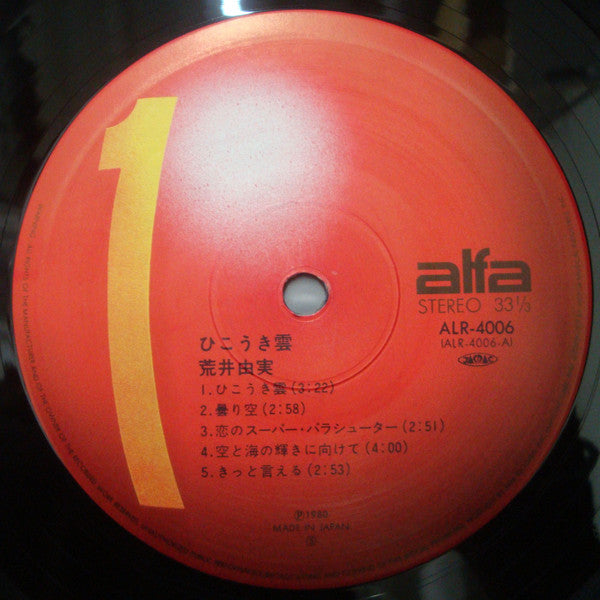 1
alfa
STEREO 33 1/3
ALR-4006
(ALR-4006-A)
ひこうき雲
荒井由実
1.ひこうき雲(3:22)
2.曇り空(2:58)
3.恋のスーパー・パラシューター(2:51)
4.空と海の輝きに向けて(4:00)
5.きっと言える(2:53)
Ⓟ1980
MADE IN JAPAN
Ⓢ